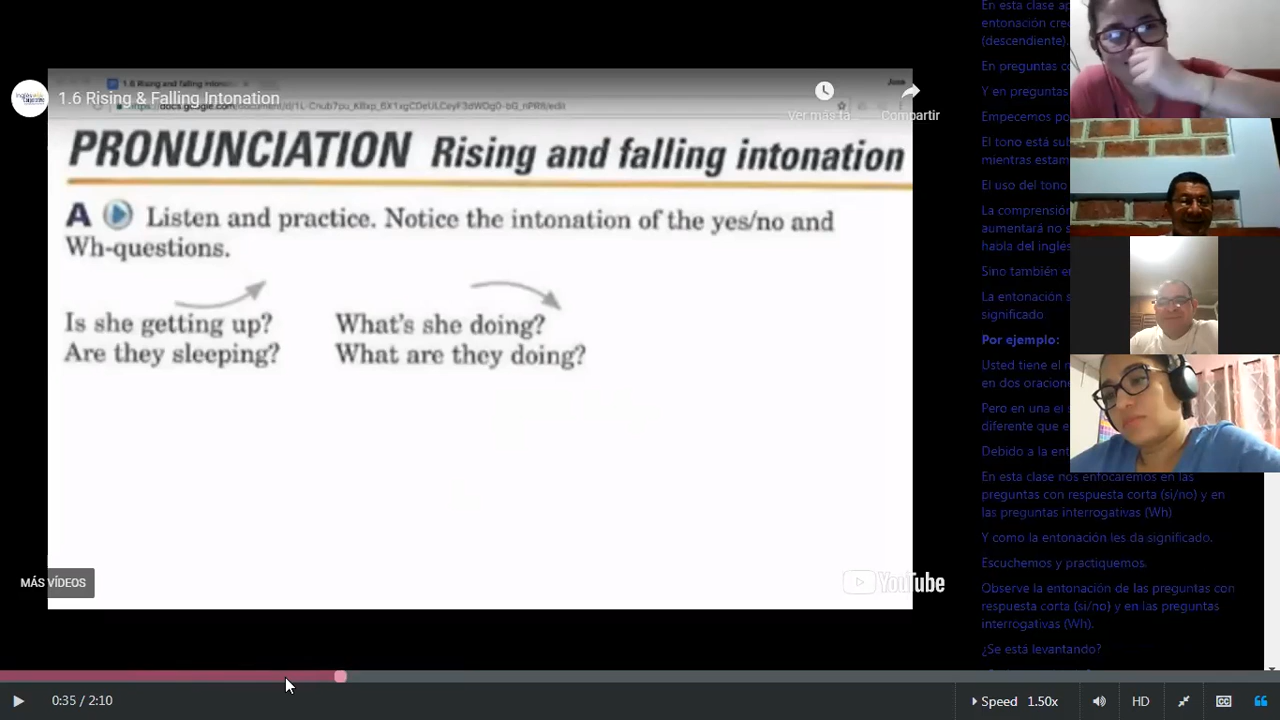 1.6 Rising & Falling Intonation
Ver más ta...
Compartir
PRONUNCIATION Rising and falling intonation
A Listen and practice. Notice the intonation of the yes/no and
Wh-questions.
Is she getting up?
Are they sleeping?
What's she doing?
What are they doing?
MÁS VÍDEOS
YouTube
0:35 / 2:10
Speed 1.50x
HD
CC
En esta clase
entonación
(descendiente)
En preguntas
Y en preguntas
Empecemos
El tono está
mientras
El uso del tono
La comprensión
aumentará no
habla del ingles
Sino también
La entonación
significado
Por ejemplo:
Usted tiene el
en dos
Pero en una el
diferente que
Debido a la
En esta clase nos enfocaremos en las
preguntas con respuesta corta (si/no) y en
las preguntas interrogativas (Wh)
Y como la entonación les da significado.
Escuchemos y practiquemos.
Observe la entonación de las preguntas con
respuesta corta (si/no) y en las preguntas
interrogativas (Wh).
¿Se está levantando?